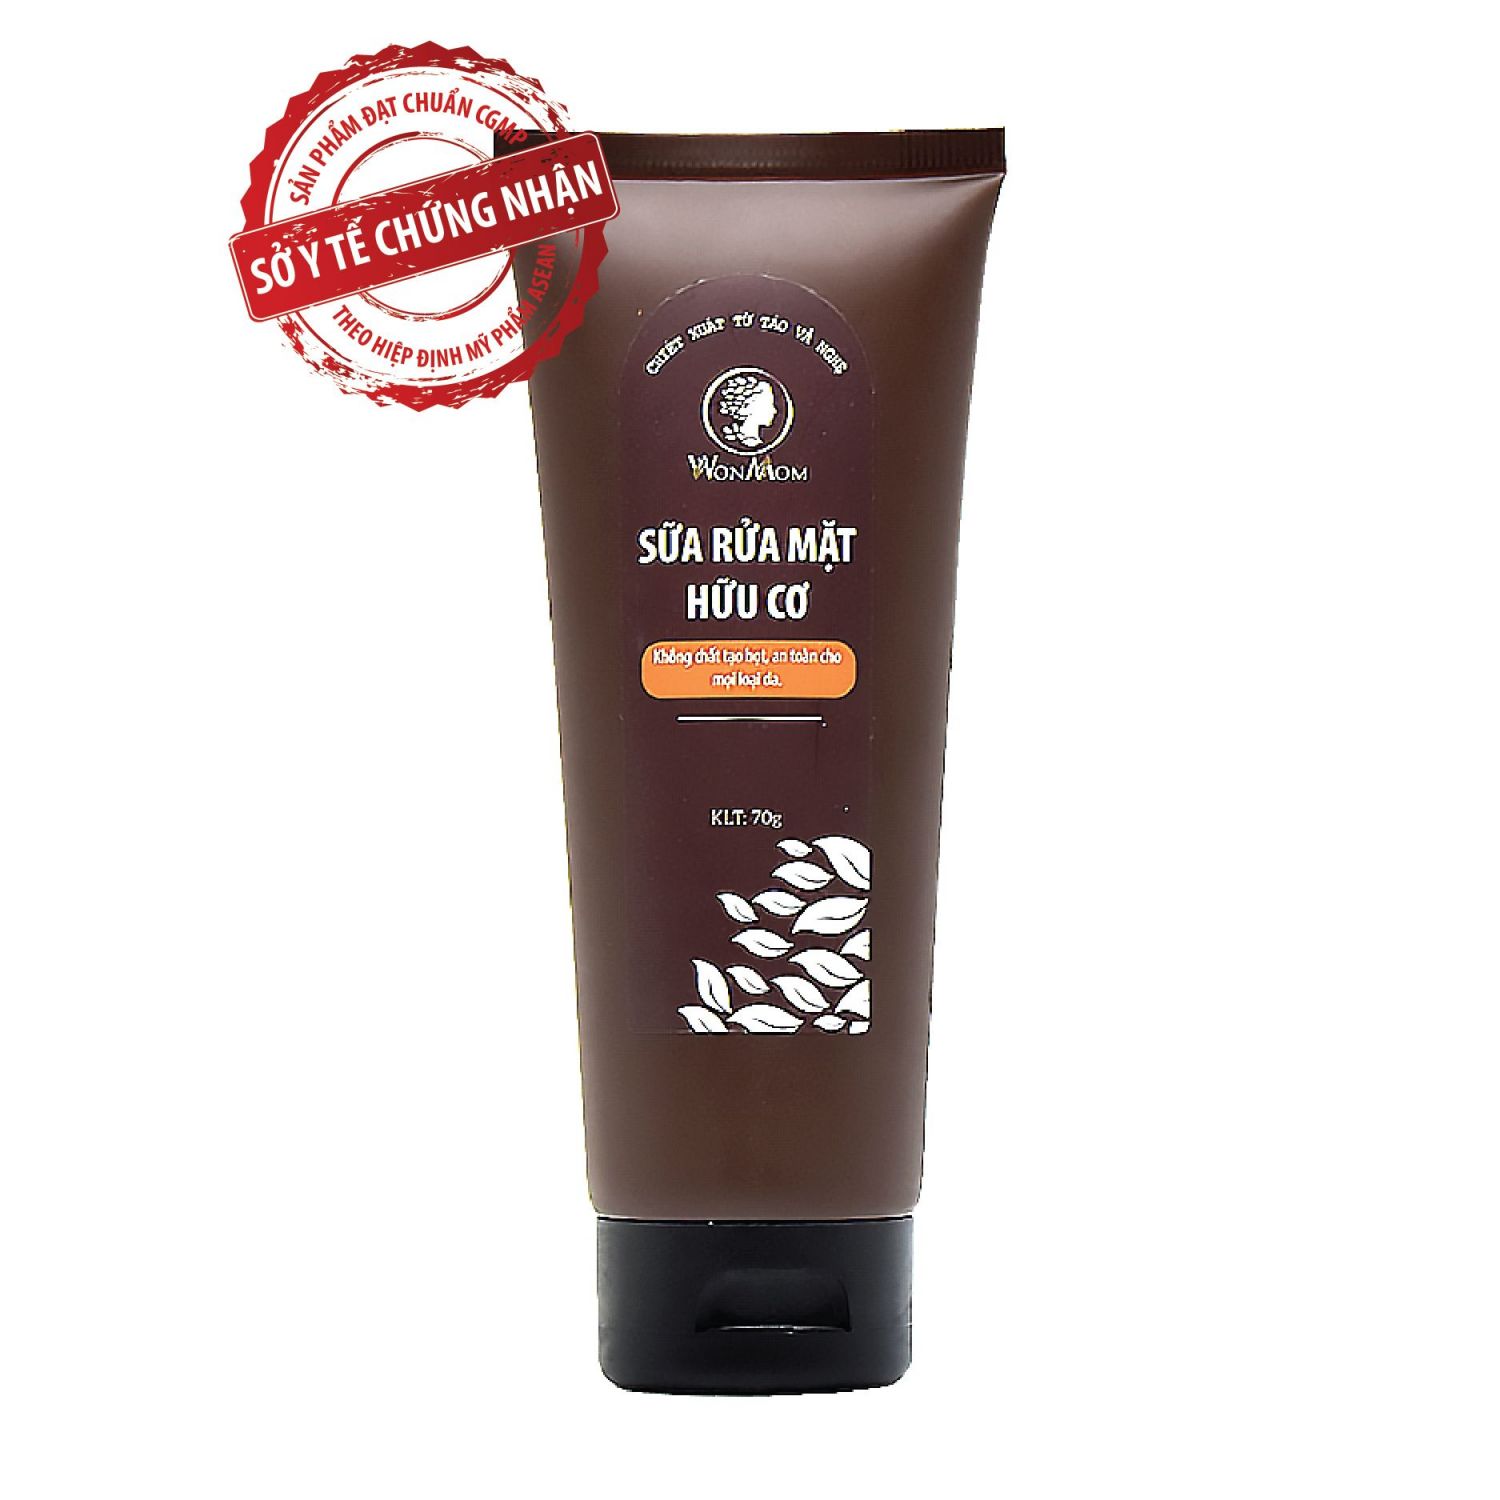 SẢN PHẨM ĐẠT CHUẨN CGMP
SỞ Y TẾ CHỨNG NHẬN
THEO HIỆP ĐỊNH MỸ PHẨM ASEAN
CHIẾT XUẤT TỪ TÁO VÀ NGHỆ
WONMOM
SỮA RỬA MẶT
HỮU CƠ
Không chất tạo bọt, an toàn cho
mọi loại da.
KLT: 70g